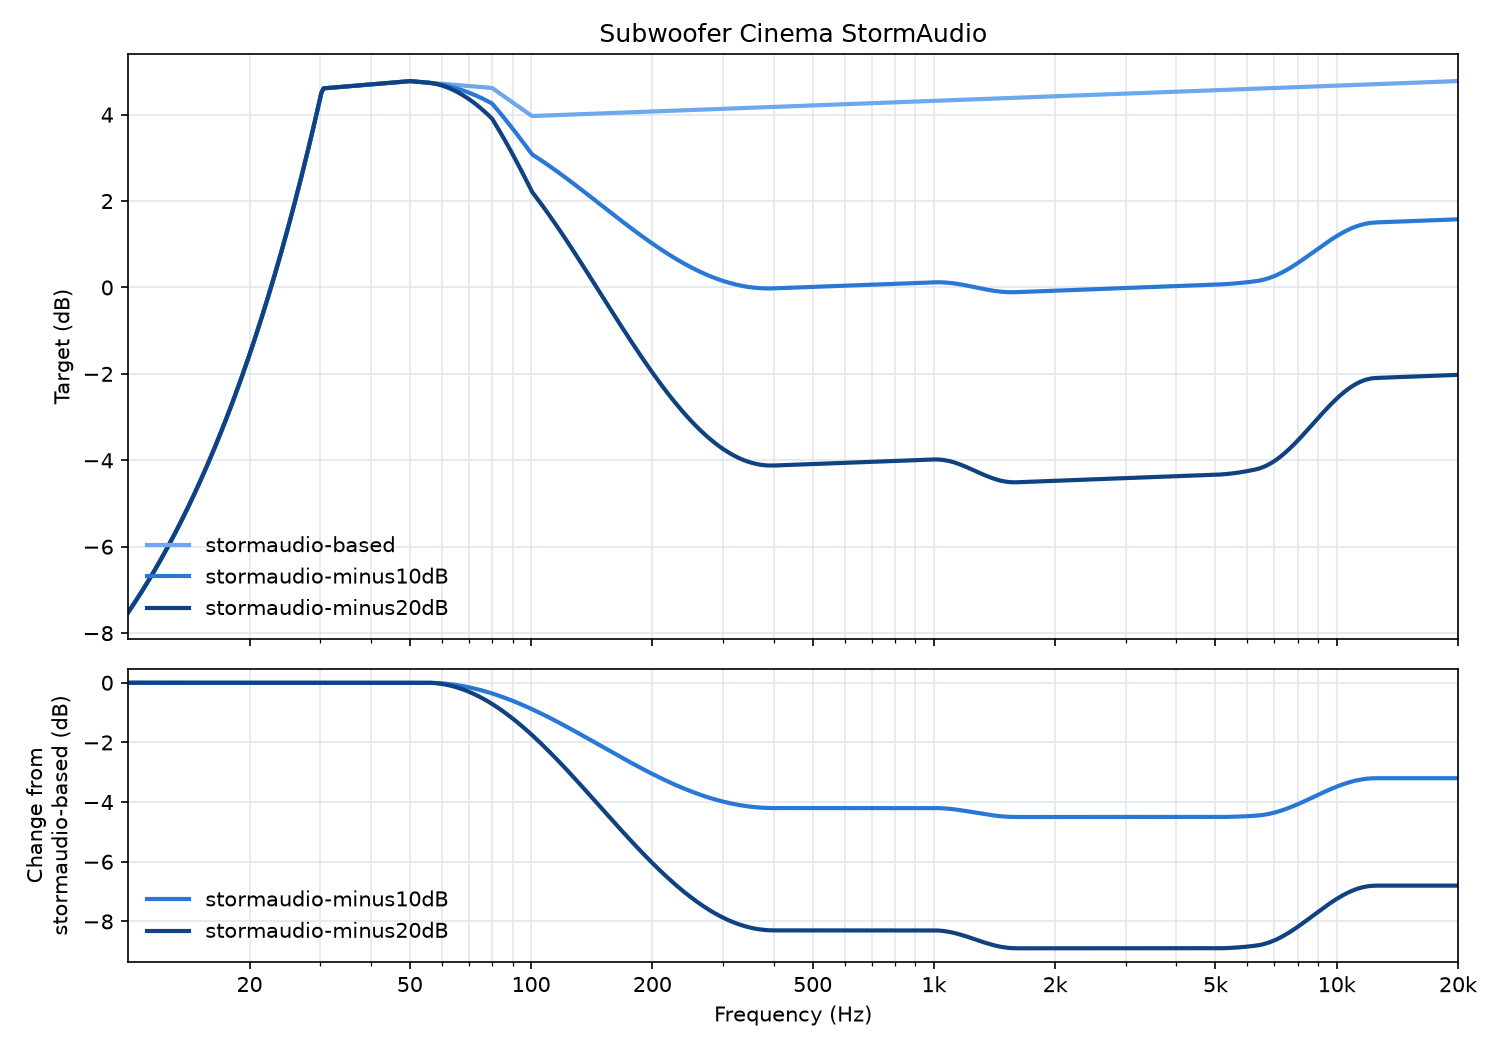 Subwoofer Cinema StormAudio
Target (dB)
4
2
0
−2
−4
−6
−8
stormaudio-based
stormaudio-minus10dB
stormaudio-minus20dB
Change from
stormaudio-based (dB)
0
−2
−4
−6
−8
stormaudio-minus10dB
stormaudio-minus20dB
20 50 100 200 500 1k 2k 5k 10k 20k
Frequency (Hz)